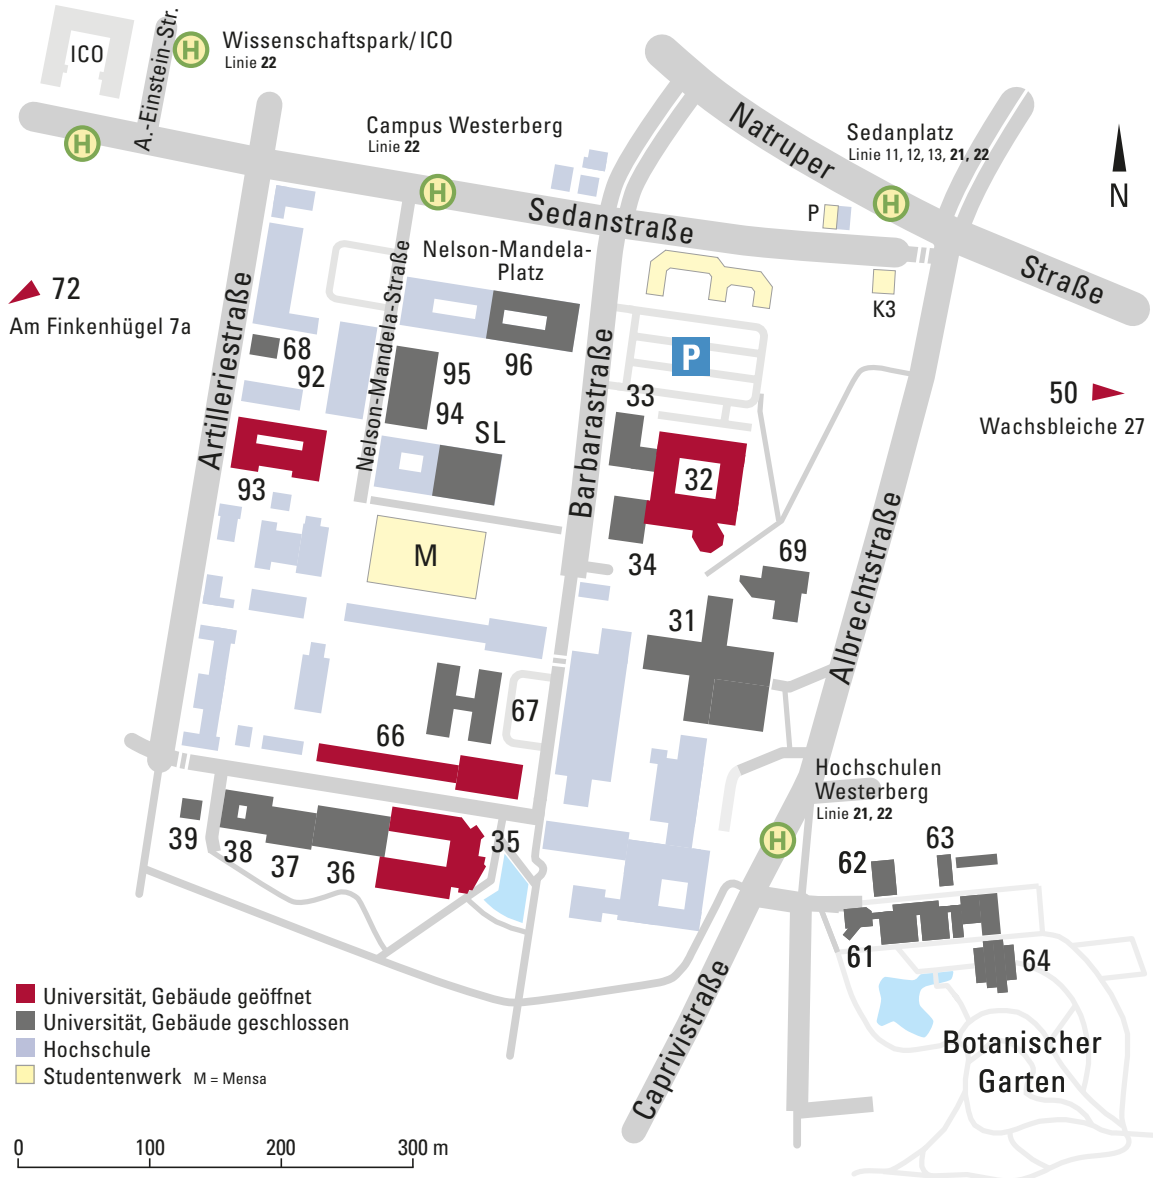 ICO
A.-Einstein-Str.
H
Wissenschaftspark/ ICO
Linie 22
H
Campus Westerberg
Linie 22
H
Natruper
Straße
Sedanplatz
Linie 11, 12, 13, 21, 22
H
N
P
Sedanstraße
K3
72
Am Finkenhügel 7a
Artilleriestraße
Nelson-Mandela-Straße
Nelson-Mandela-
Platz
Barbarastraße
68
92
95
96
94
SL
P
33
32
34
50
Wachsbleiche 27
93
M
69
31
Albrechtstraße
67
66
Hochschulen
Westerberg
Linie 21, 22
H
39
38
37
36
35
62
63
61
64
Caprivistraße
Botanischer
Garten
Universität, Gebäude geöffnet
Universität, Gebäude geschlossen
Hochschule
Studentenwerk M = Mensa
0 100 200 300 m